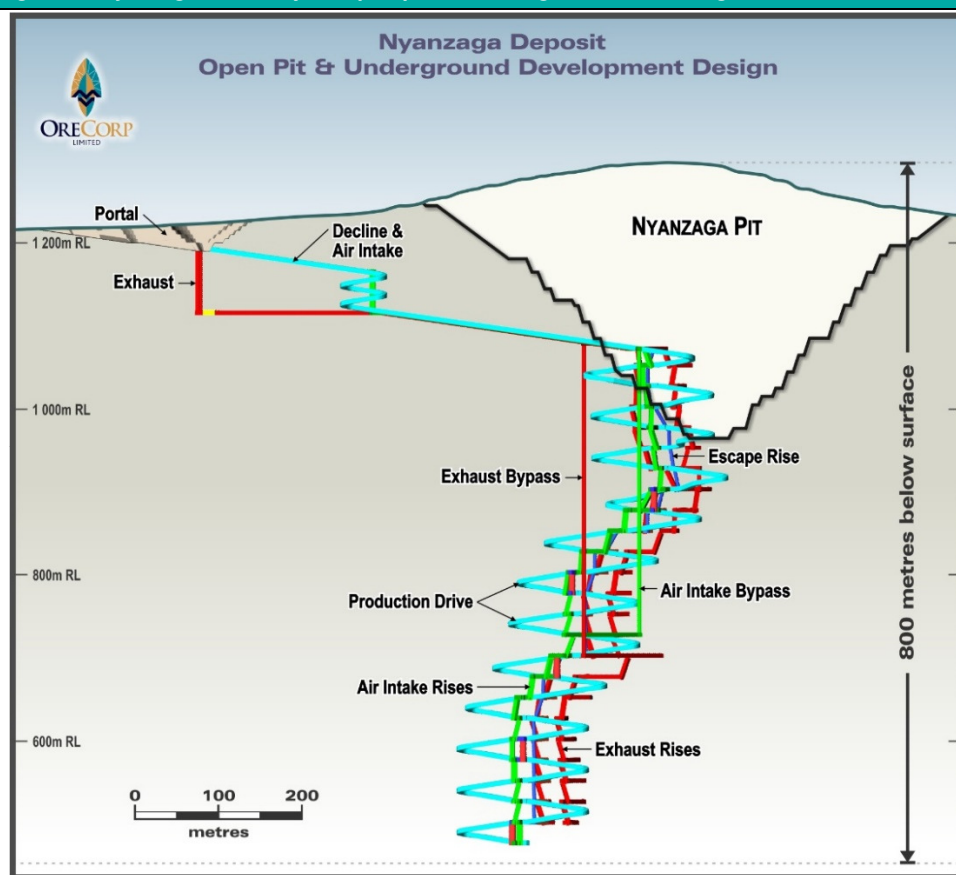 Nyanzaga Deposit
Open Pit & Underground Development Design
ORECORP
LIMITED
Portal
Decline &
Air Intake
NYANZAGA PIT
1 200m RL
Exhaust
1 000m RL
Escape Rise
Exhaust Bypass
800m RL
Production Drive
Air Intake Bypass
800 metres below surface
Air Intake Rises
600m RL
Exhaust Rises
0 100 200
metres